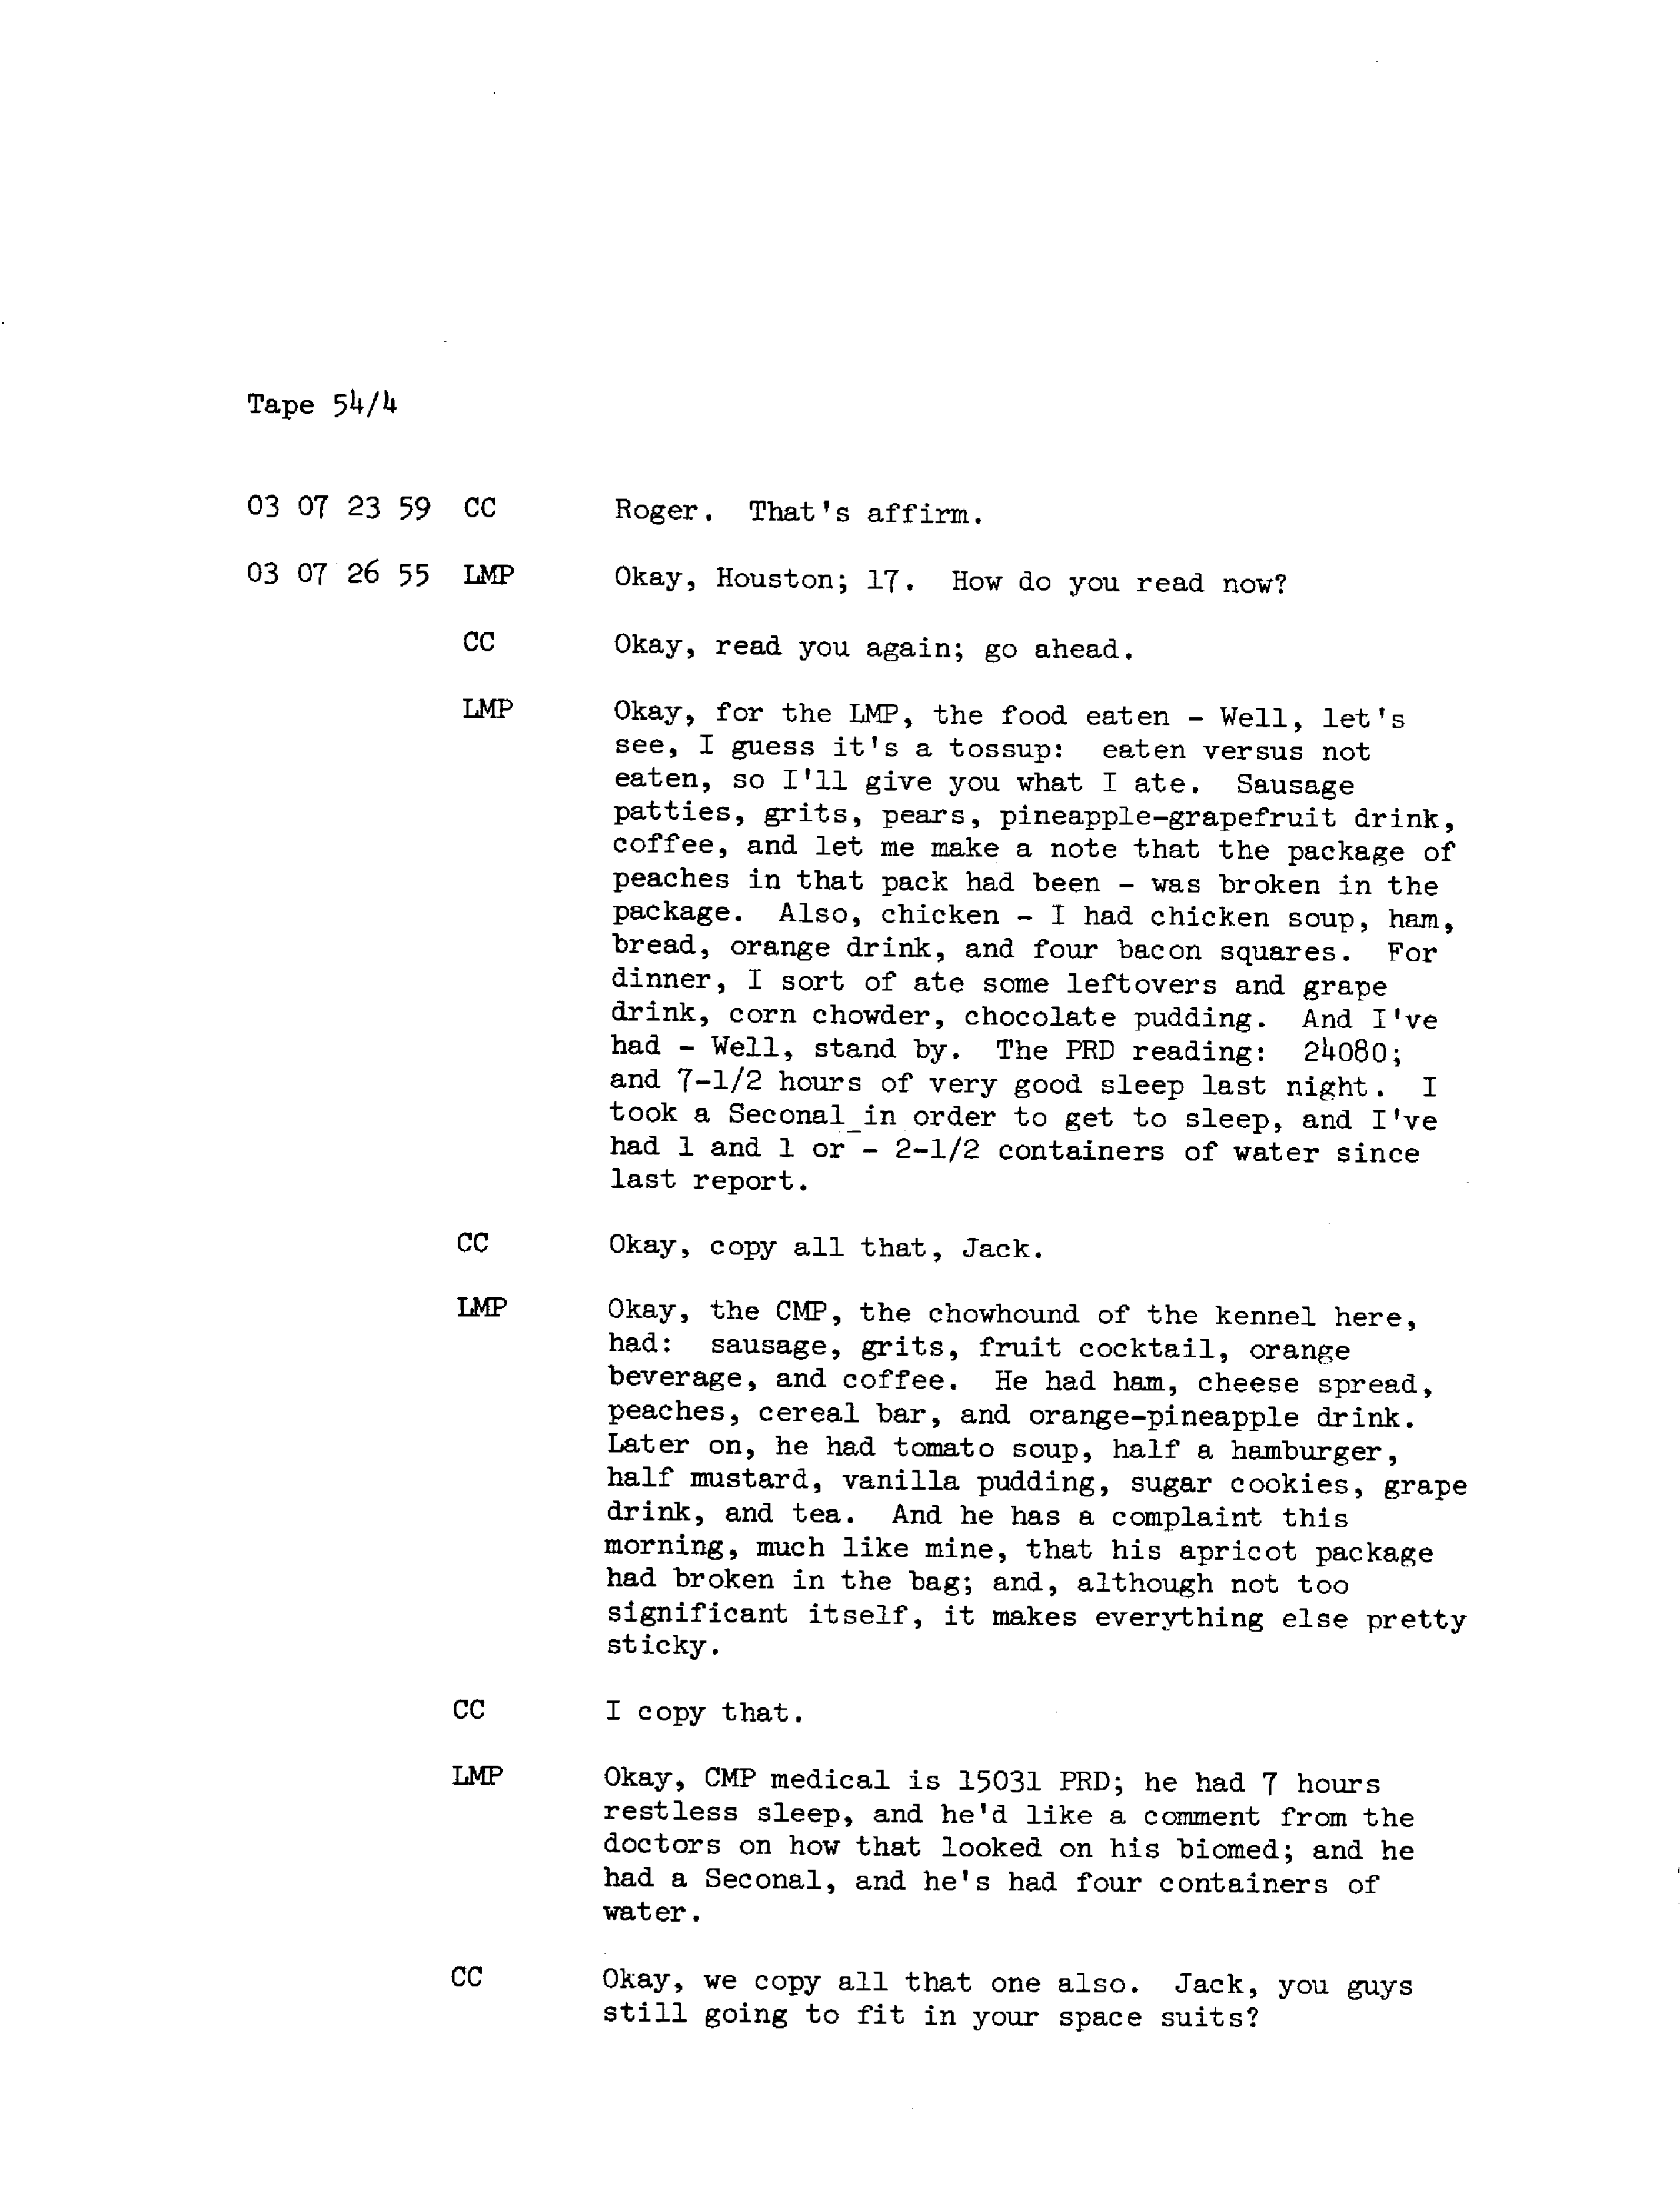 Tape 54/4
03 07 23 59 CC Roger. That's affirm.
03 07 26 55 LMP Okay, Houston; 17. How do you read now?
CC Okay, read you again; go ahead.
LMP Okay, for the LMP, the food eaten - Well, let's
see, I guess it's a tossup: eaten versus not
eaten, so I'll give you what I ate. Sausage
patties, grits, pears, pineapple-grapefruit drink,
coffee, and let me make a note that the package of
peaches in that pack had been - was broken in the
package. Also, chicken - I had chicken soup, ham,
bread, orange drink, and four bacon squares. For
dinner, I sort of ate some leftovers and grape
drink, corn chowder, chocolate pudding. And I've
had - Well, stand by. The PRD reading: 24080;
and 7-1/2 hours of very good sleep last night. I
took a Seconal in order to get to sleep, and I've
had 1 and 1 or - 2-1/2 containers of water since
last report.
CC Okay, copy all that, Jack.
LMP Okay, the CMP, the chowhound of the kennel here,
had: sausage, grits, fruit cocktail, orange
beverage, and coffee. He had ham, cheese spread,
peaches, cereal bar, and orange-pineapple drink.
Later on, he had tomato soup, half a hamburger,
half mustard, vanilla pudding, sugar cookies, grape
drink, and tea. And he has a complaint this
morning, much like mine, that his apricot package
had broken in the bag; and, although not too
significant itself, it makes everything else pretty
sticky.
CC I copy that.
LMP Okay, CMP medical is 15031 PRD; he had 7 hours
restless sleep, and he'd like a comment from the
doctors on how that looked on his biomed; and he
had a Seconal, and he's had four containers of
water.
CC Okay, we copy all that one also. Jack, you guys
still going to fit in your space suits?